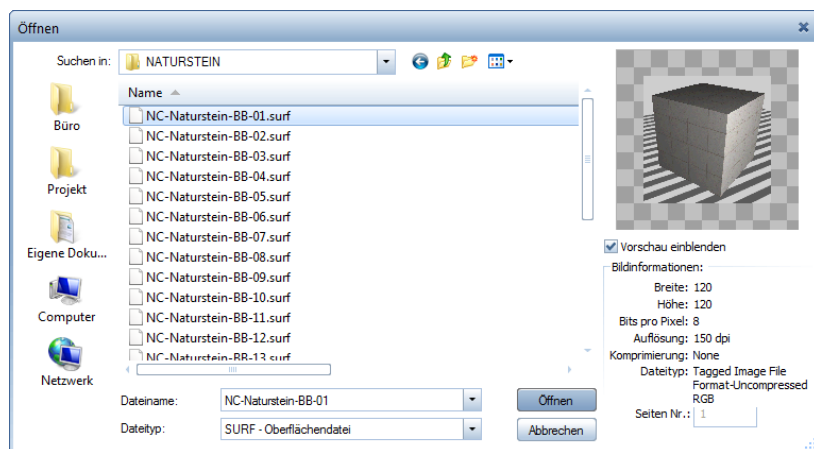 Öffnen
Suchen in:
NATURSTEIN
Büro
Projekt
Eigene Doku...
Computer
Netzwerk
Name
NC-Naturstein-BB-01.surf
NC-Naturstein-BB-02.surf
NC-Naturstein-BB-03.surf
NC-Naturstein-BB-04.surf
NC-Naturstein-BB-05.surf
NC-Naturstein-BB-06.surf
NC-Naturstein-BB-07.surf
NC-Naturstein-BB-08.surf
NC-Naturstein-BB-09.surf
NC-Naturstein-BB-10.surf
NC-Naturstein-BB-11.surf
NC-Naturstein-BB-12.surf
NC-Naturstein-BB-13.surf
Dateiname: NC-Naturstein-BB-01 Öffnen
Dateityp: SURF - Oberflächendatei Abbrechen
Vorschau einblenden
Bildinformationen:
Breite: 120
Höhe: 120
Bits pro Pixel: 8
Auflösung: 150 dpi
Komprimierung: None
Dateityp: Tagged Image File
Format-Uncompressed
RGB
Seiten Nr.: 1